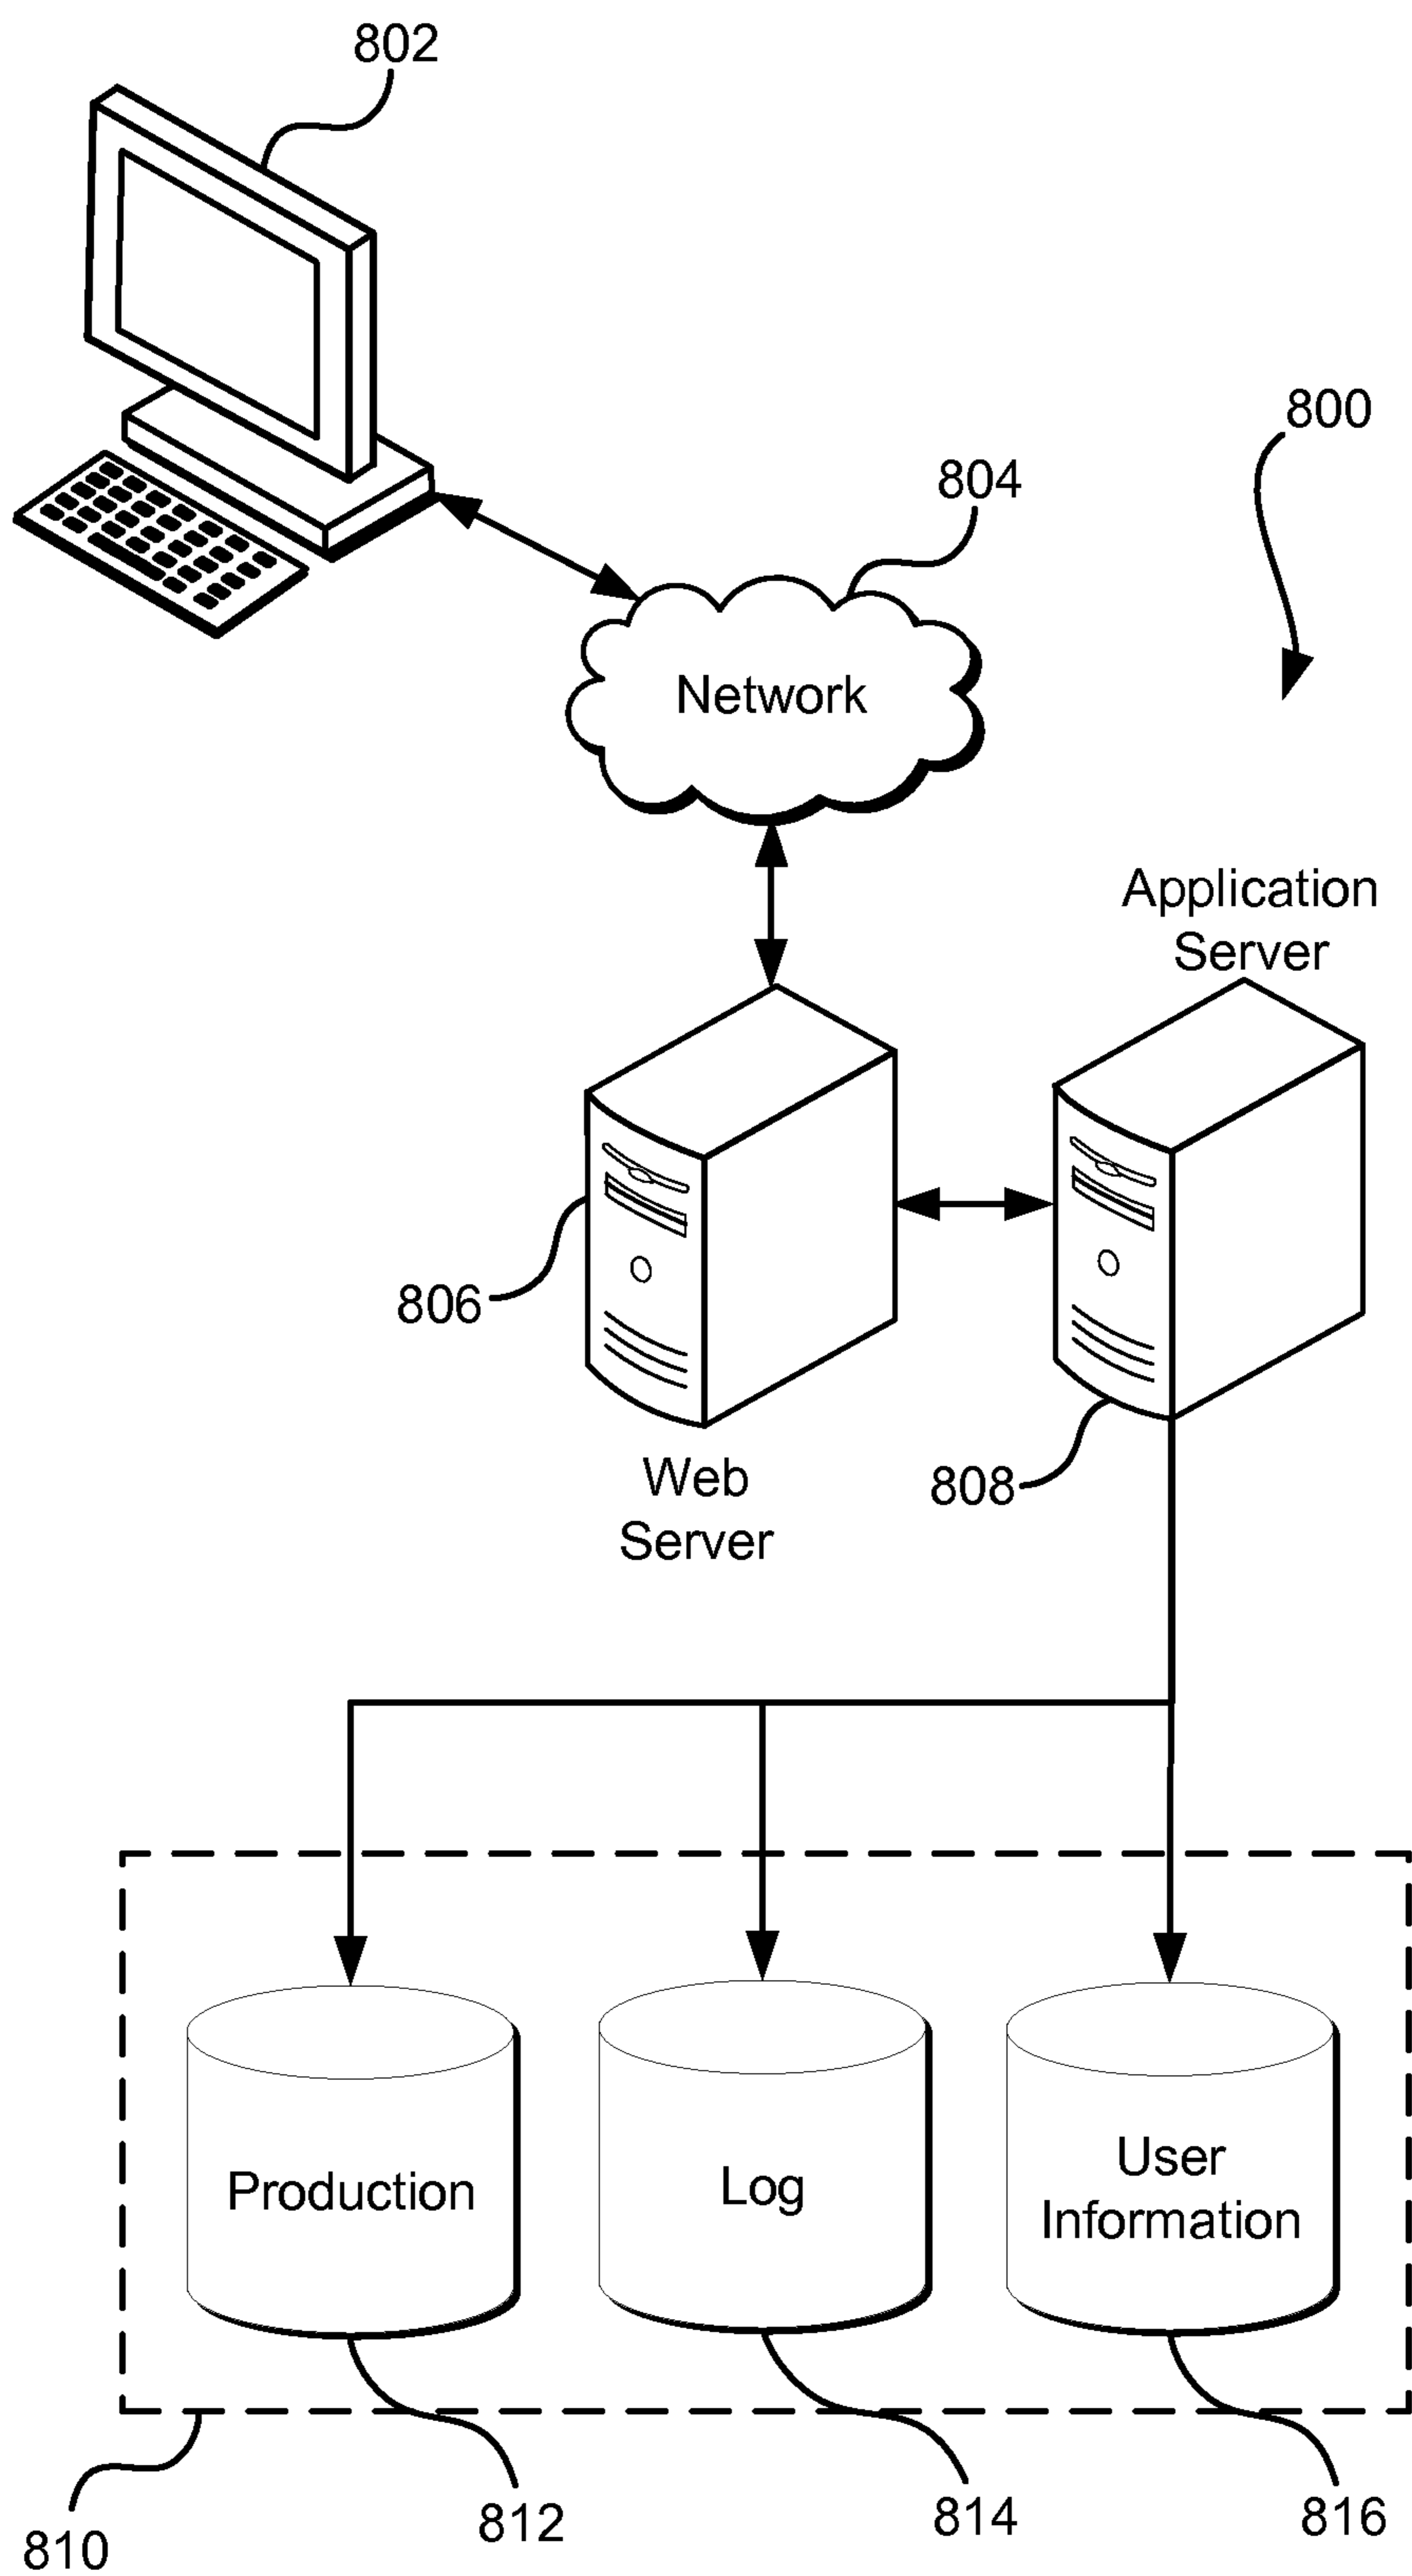 802
800
804
Network
Application
Server
806
Web
Server
808
Production
Log
User
Information
810
812
814
816